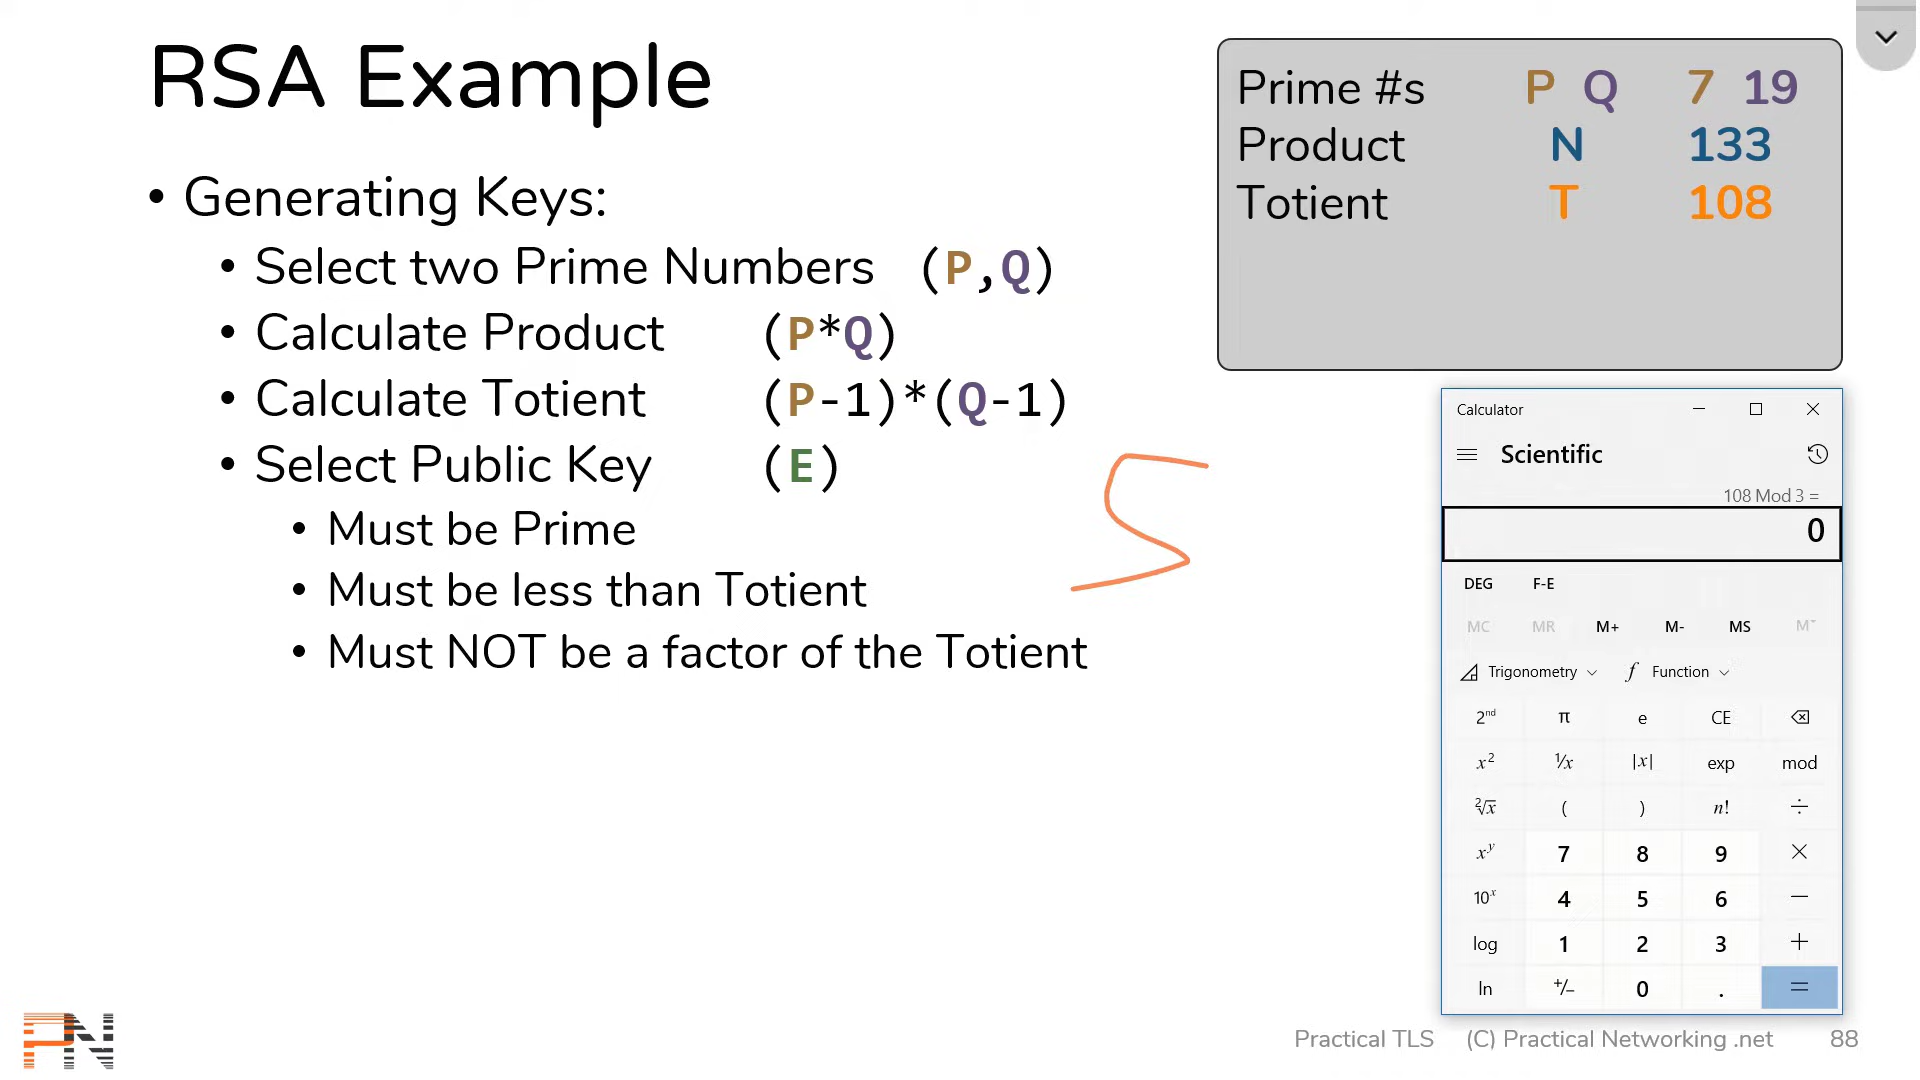 RSA Example
• Generating Keys:
• Select two Prime Numbers (P,Q)
• Calculate Product (P*Q)
• Calculate Totient (P-1)*(Q-1)
• Select Public Key (E)
• Must be Prime
• Must be less than Totient
• Must NOT be a factor of the Totient
5
Prime #s P Q 7 19
Product N 133
Totient T 108
Calculator
Scientific
108 Mod 3 =
0
DEG F-E
MC MR M+ M- MS M˅
Trigonometry f Function
2ⁿᵈ π e CE
x² ¹/x |x| exp mod
²√x ( ) n! ÷
xʸ 7 8 9 ×
10ˣ 4 5 6 −
log 1 2 3 +
ln +/− 0 . =
PN
Practical TLS (C) Practical Networking .net 88